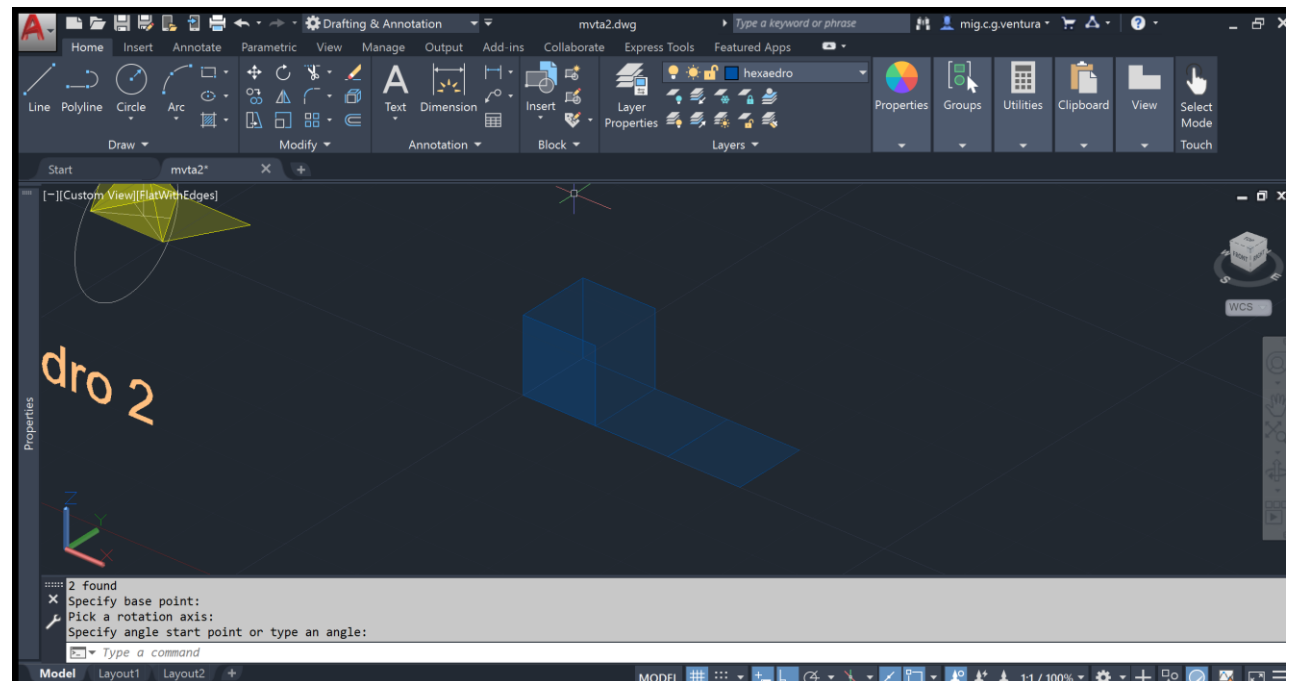 Drafting & Annotation
mvta2.dwg
Type a keyword or phrase
mig.c.g.ventura
Home Insert Annotate Parametric View Manage Output Add-ins Collaborate Express Tools Featured Apps
hexaedro
Line Polyline Circle Arc
Text Dimension
Insert
Layer Properties
Properties Groups Utilities Clipboard View Select Mode
Draw Modify Annotation Block Layers Touch
Start mvta2*
[-][Custom View][FlatWithEdges]
TOP
FRONT
S
E
WCS
dro 2
Properties
Z
Y
X
2 found
Specify base point:
Pick a rotation axis:
Specify angle start point or type an angle:
Type a command
Model Layout1 Layout2 +
MODEL 1:1 / 100%